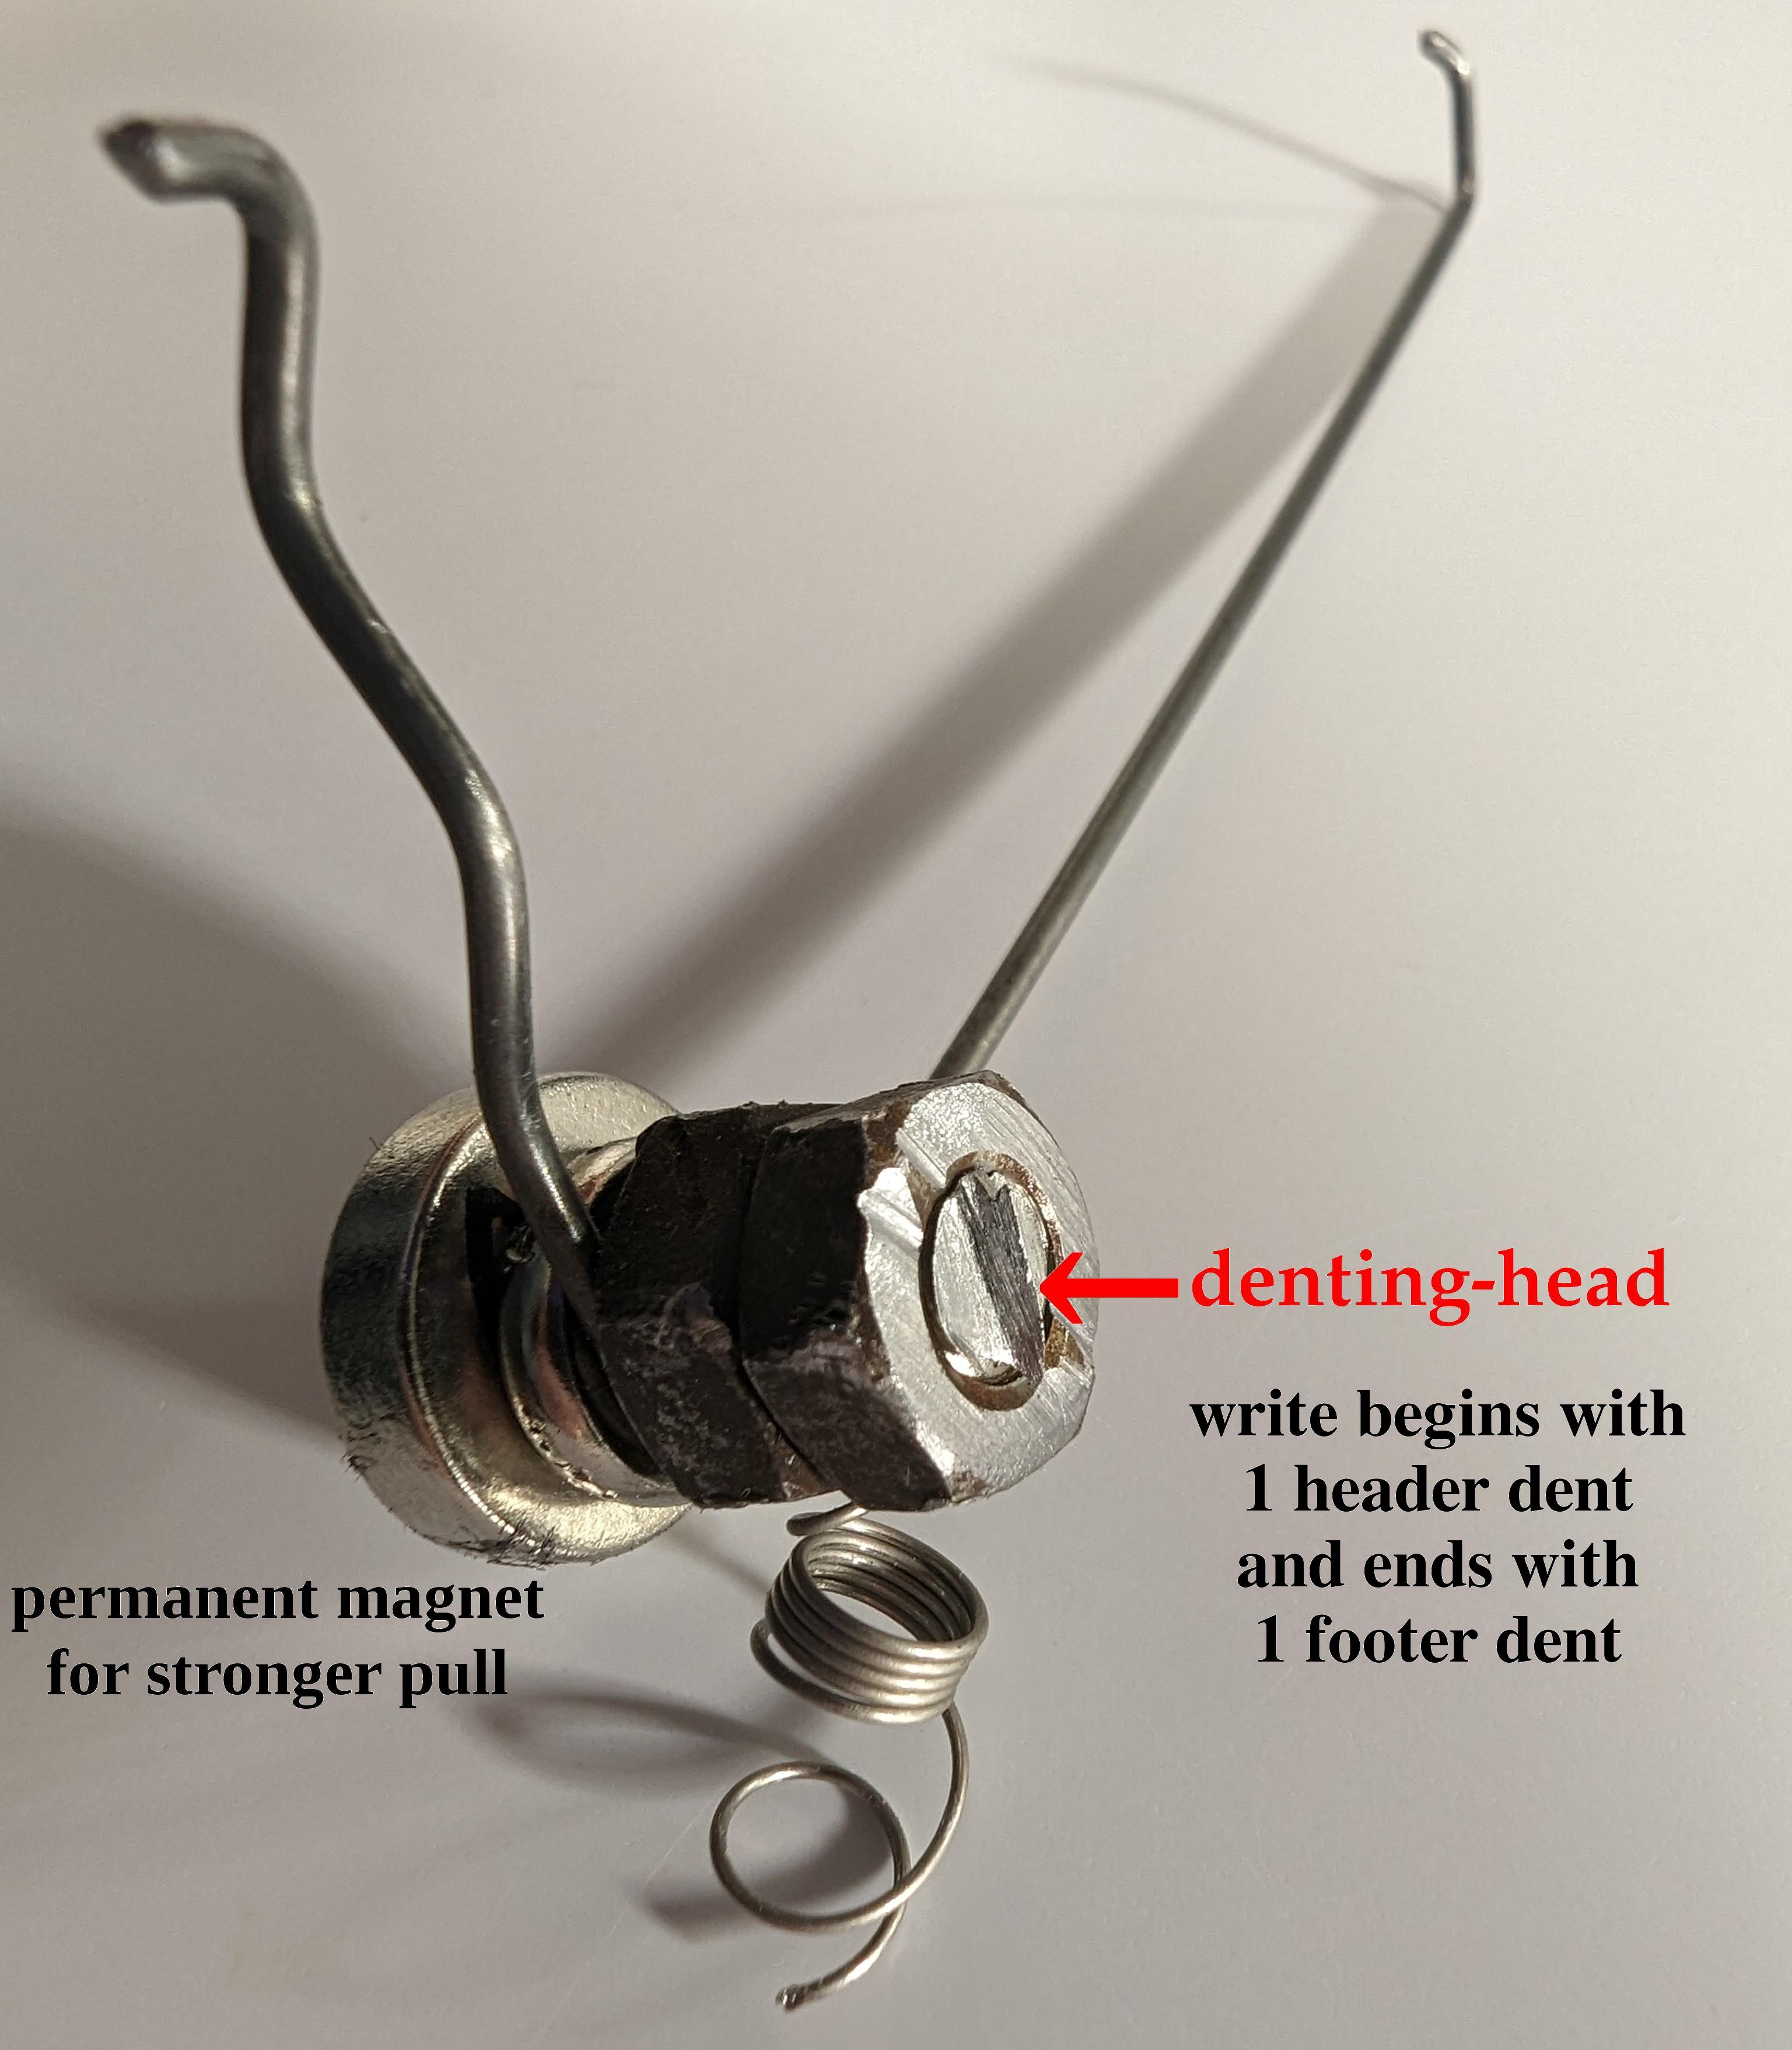 denting-head
write begins with
1 header dent
and ends with
1 footer dent
permanent magnet
for stronger pull